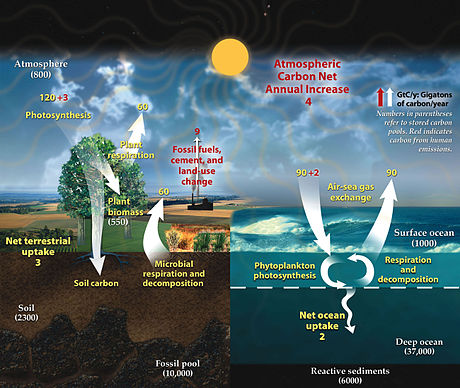 Atmosphere
(800)
120+3
Photosynthesis
60
Plant
respiration
Plant
biomass
(550)
Net terrestrial
uptake
3
Soil carbon
9
Fossil fuels,
cement, and
land-use
change
60
Microbial
respiration and
decomposition
Soil
(2300)
Fossil pool
(10,000)
Atmospheric
Carbon Net
Annual Increase
4
GtC/y: Gigatons
of carbon/year
Numbers in parentheses
refer to stored carbon
pools. Red indicates
carbon from human
emissions.
90+2
90
Air-sea gas
exchange
Surface ocean
(1000)
Phytoplankton
photosynthesis
Respiration
and
decomposition
Net ocean
uptake
2
Deep ocean
(37,000)
Reactive sediments
(6000)